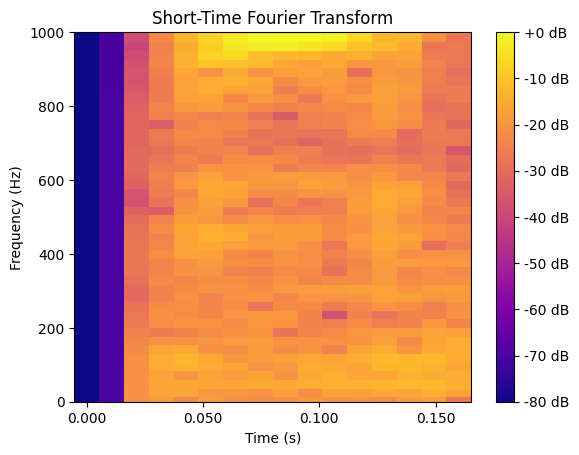 Short-Time Fourier Transform
1000
800
600
400
200
0
Frequency (Hz)
0.000
0.050
0.100
0.150
Time (s)
+0 dB
-10 dB
-20 dB
-30 dB
-40 dB
-50 dB
-60 dB
-70 dB
-80 dB